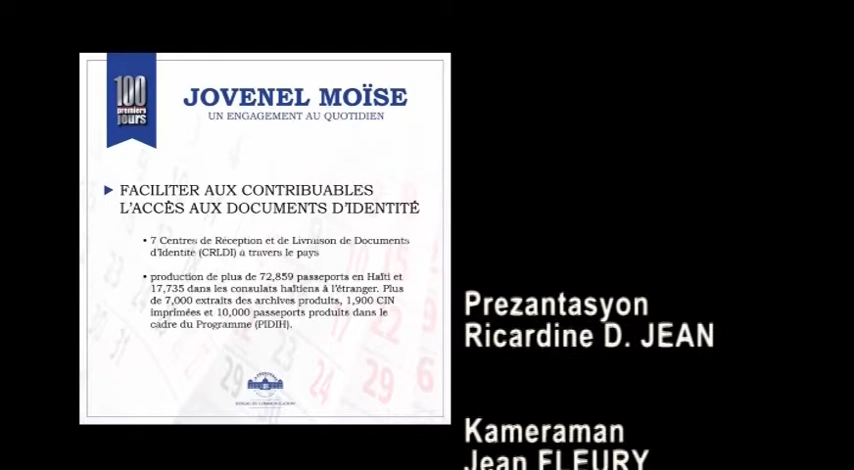 100
premiers
jours
JOVENEL MOÏSE
UN ENGAGEMENT AU QUOTIDIEN
FACILITER AUX CONTRIBUABLES
L'ACCÈS AUX DOCUMENTS D'IDENTITÉ
• 7 Centres de Réception et de Livraison de Documents
d'Identité (CRLDI) à travers le pays
• production de plus de 72,859 passeports en Haïti et
17,735 dans les consulats haïtiens à l'étranger. Plus
de 7,000 extraits des archives produits, 1,900 CIN
imprimées et 10,000 passeports produits dans le
cadre du Programme (PIDIH).
Prezantasyon
Ricardine D. JEAN
Kameraman
Jean FLEURY